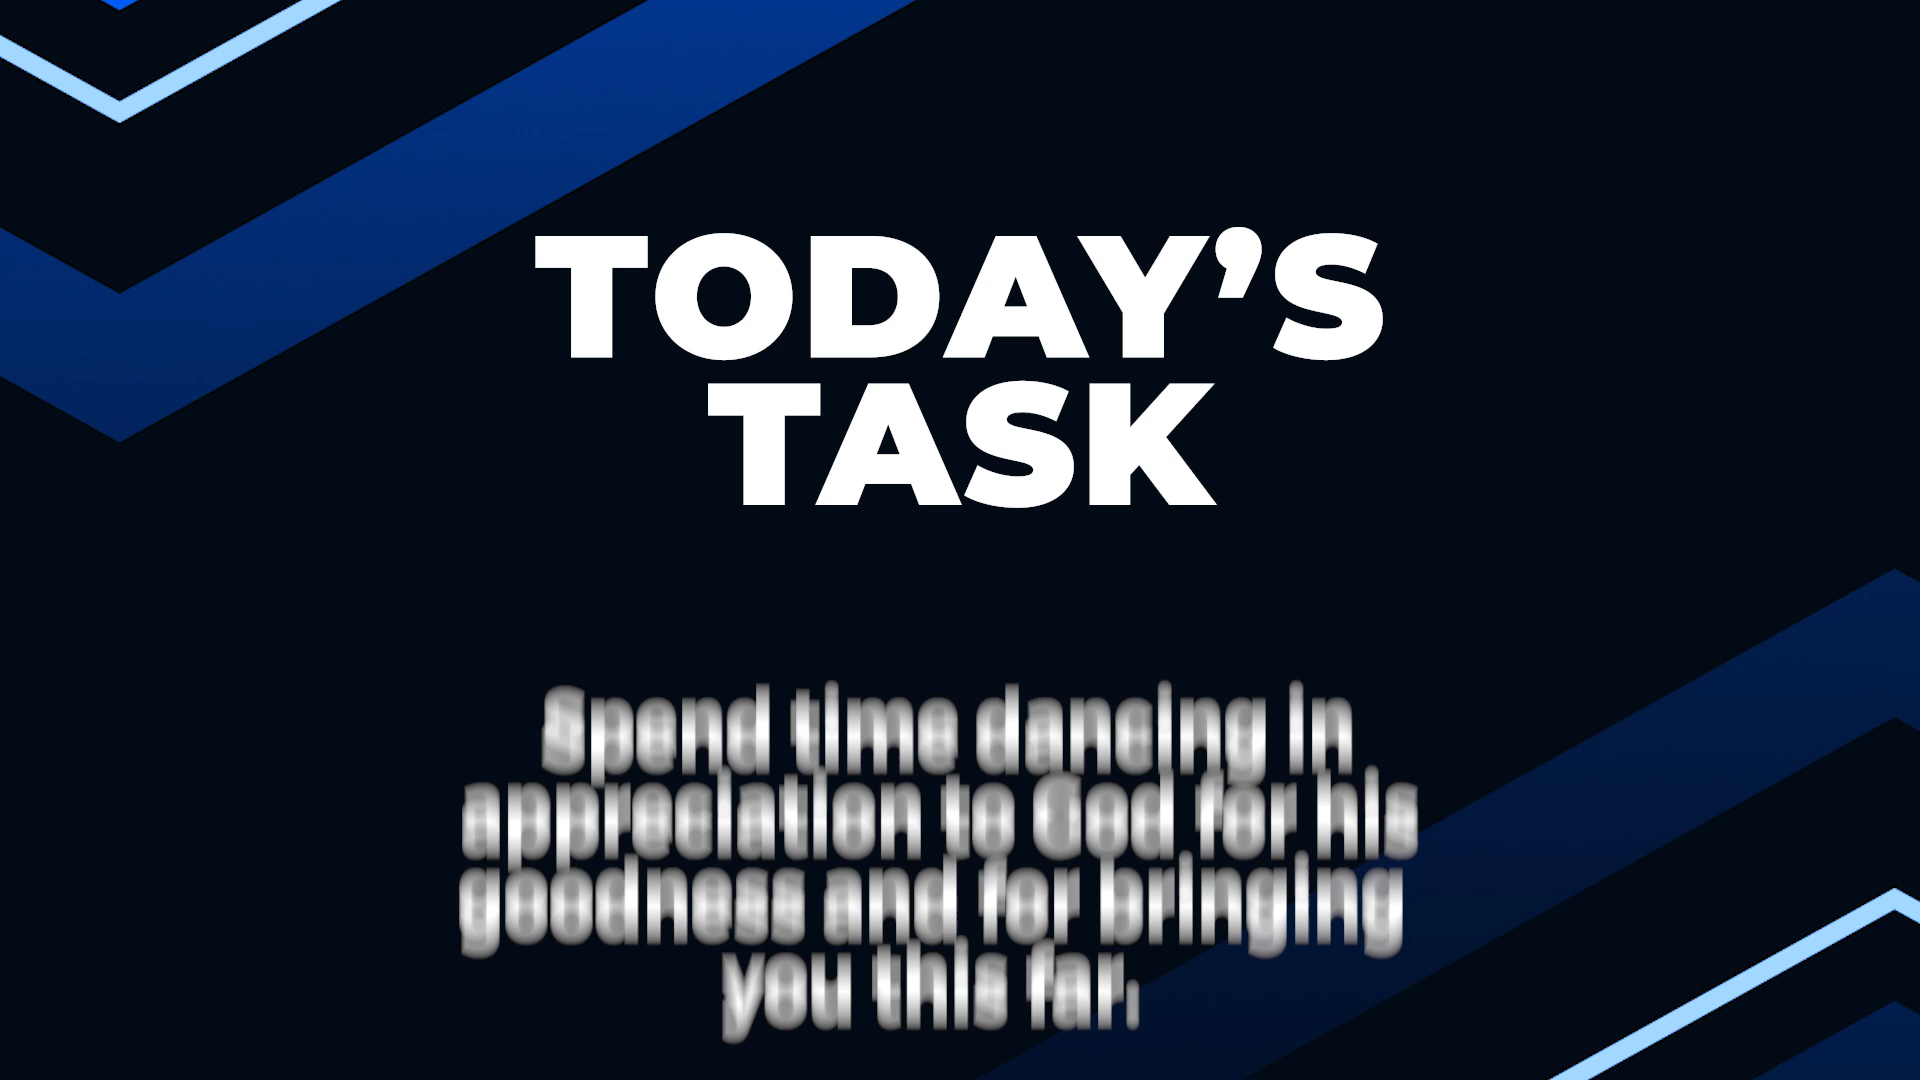 TODAY’S
TASK
Spend time dancing in
appreciation to God for his
goodness and for bringing
you this far.